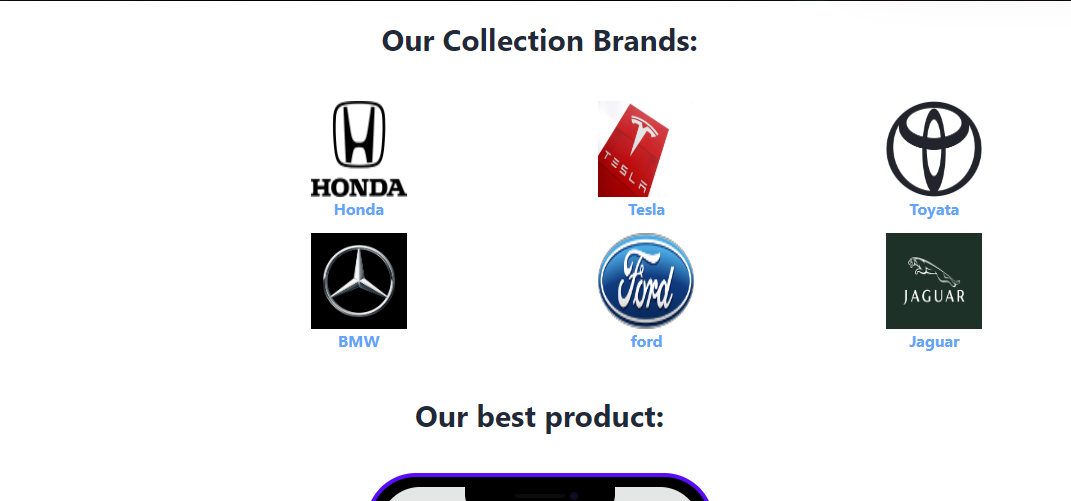 Our Collection Brands:
HONDA
TESLA
Honda
Tesla
Toyata
Ford
JAGUAR
BMW
ford
Jaguar
Our best product: